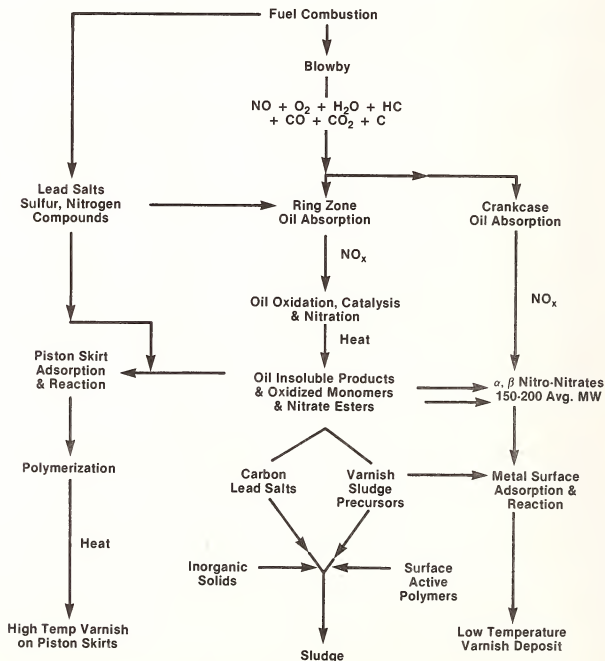 Fuel Combustion
Blowby
NO + O₂ + H₂O + HC
+ CO + CO₂ + C
Lead Salts
Sulfur, Nitrogen
Compounds
Ring Zone
Oil Absorption
Crankcase
Oil Absorption
NOₓ
NOₓ
Oil Oxidation, Catalysis
& Nitration
Heat
Piston Skirt
Adsorption
& Reaction
Oil Insoluble Products
& Oxidized Monomers
& Nitrate Esters
α, β Nitro-Nitrates
150-200 Avg. MW
Polymerization
Carbon
Lead Salts
Varnish
Sludge
Precursors
Metal Surface
Adsorption &
Reaction
Heat
Inorganic
Solids
Surface
Active
Polymers
High Temp Varnish
on Piston Skirts
Sludge
Low Temperature
Varnish Deposit